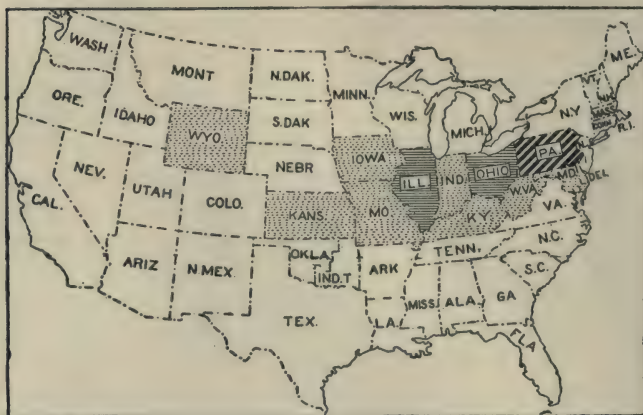 WASH.
MONT
N.DAK.
MINN.
ME.
VT.
ORE.
IDAHO
S.DAK
WIS.
MICH.
N.Y
MASS.
CONN.
R.I.
WYO.
IOWA
PA.
NEBR
NEV.
UTAH
COLO.
ILL.
IND.
OHIO
MD.
DEL
W.VA
CAL.
KANS.
MO.
KY.
VA.
N.C.
TENN.
ARIZ
N.MEX.
OKLA.
IND.T
ARK
S.C.
MISS.
ALA.
GA
TEX.
LA.
FLA